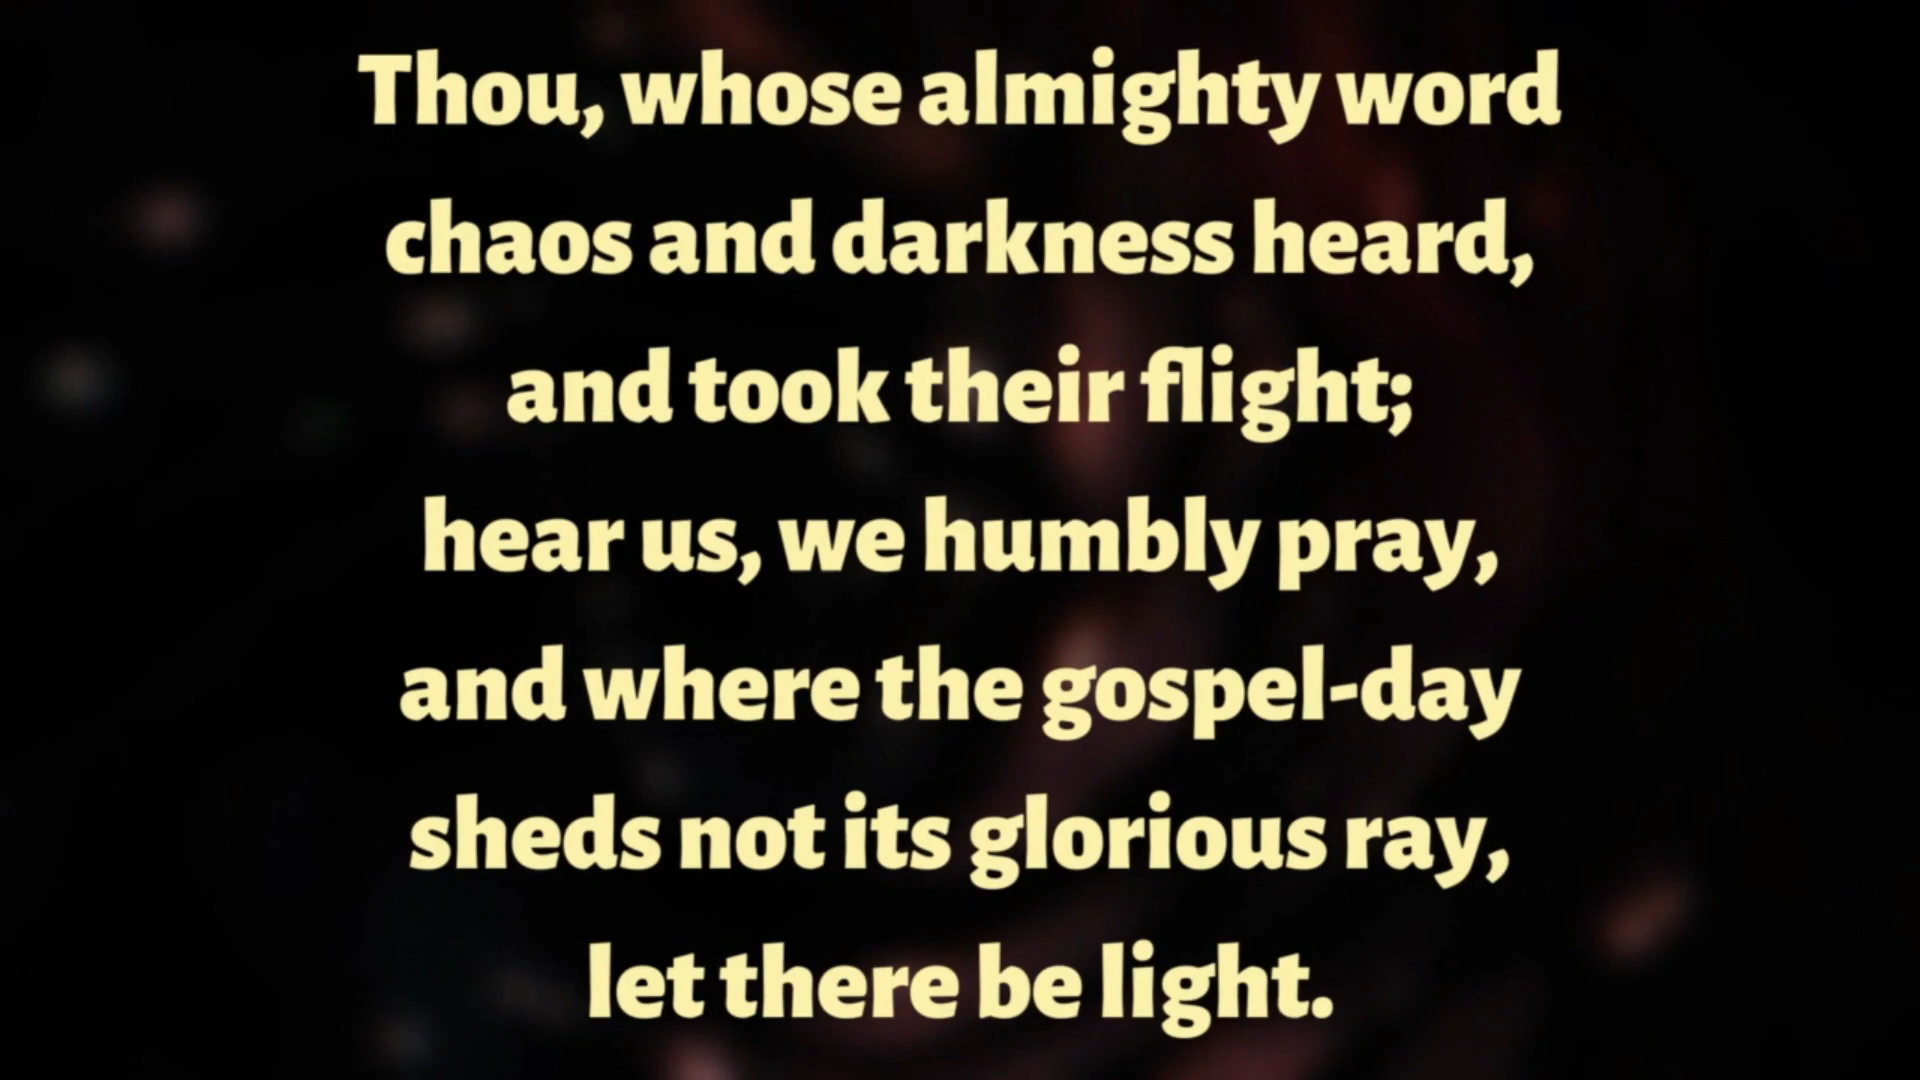 Thou, whose almighty word
chaos and darkness heard,
and took their flight;
hear us, we humbly pray,
and where the gospel-day
sheds not its glorious ray,
let there be light.